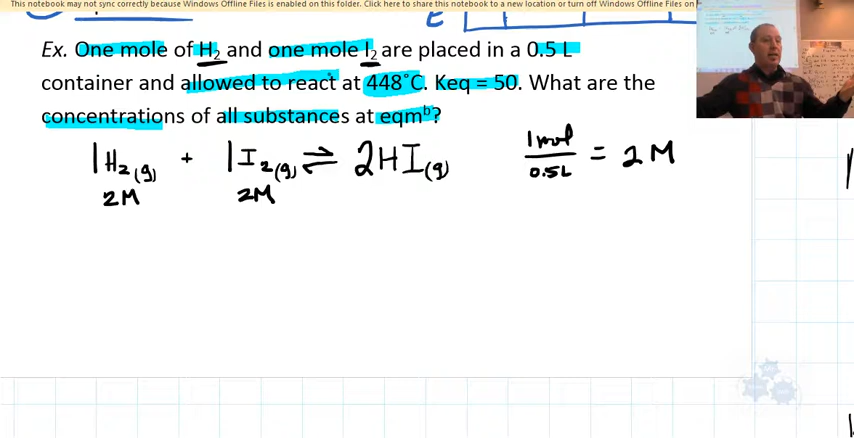 This notebook may not sync correctly because Windows Offline Files is enabled on this folder. Click here to share this notebook to a new location or turn off Windows Offline Files on
E
Ex. One mole of H₂ and one mole I₂ are placed in a 0.5 L
container and allowed to react at 448°C. Keq = 50. What are the
concentrations of all substances at eqmᵇ?
1H₂(g) + 1I₂(g) ⇌ 2HI(g)
2M 2M
1mol
0.5L = 2M